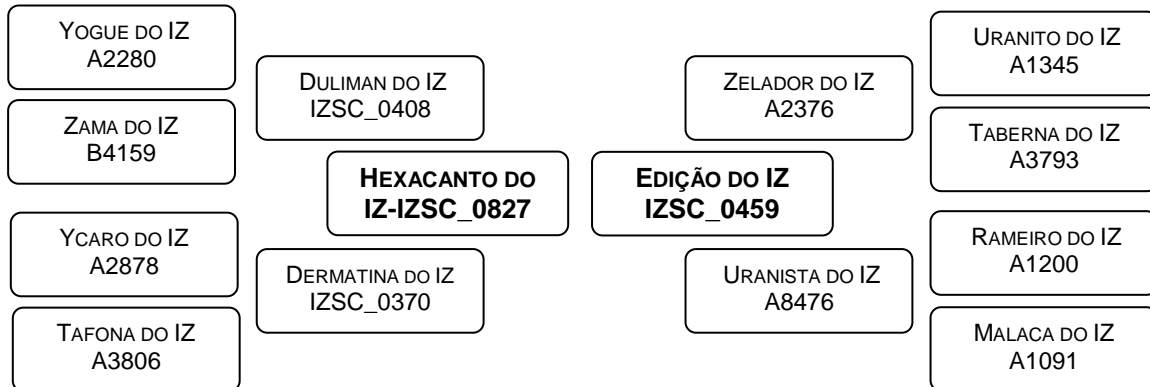 YOGUE DO IZ
A2280
ZAMA DO IZ
B4159
YCARO DO IZ
A2878
TAFONA DO IZ
A3806
DULIMAN DO IZ
IZSC_0408
DERMATINA DO IZ
IZSC_0370
HEXACANTO DO
IZ-IZSC_0827
EDIÇÃO DO IZ
IZSC_0459
ZELADOR DO IZ
A2376
URANISTA DO IZ
A8476
URANITO DO IZ
A1345
TABERNA DO IZ
A3793
RAMEIRO DO IZ
A1200
MALACA DO IZ
A1091